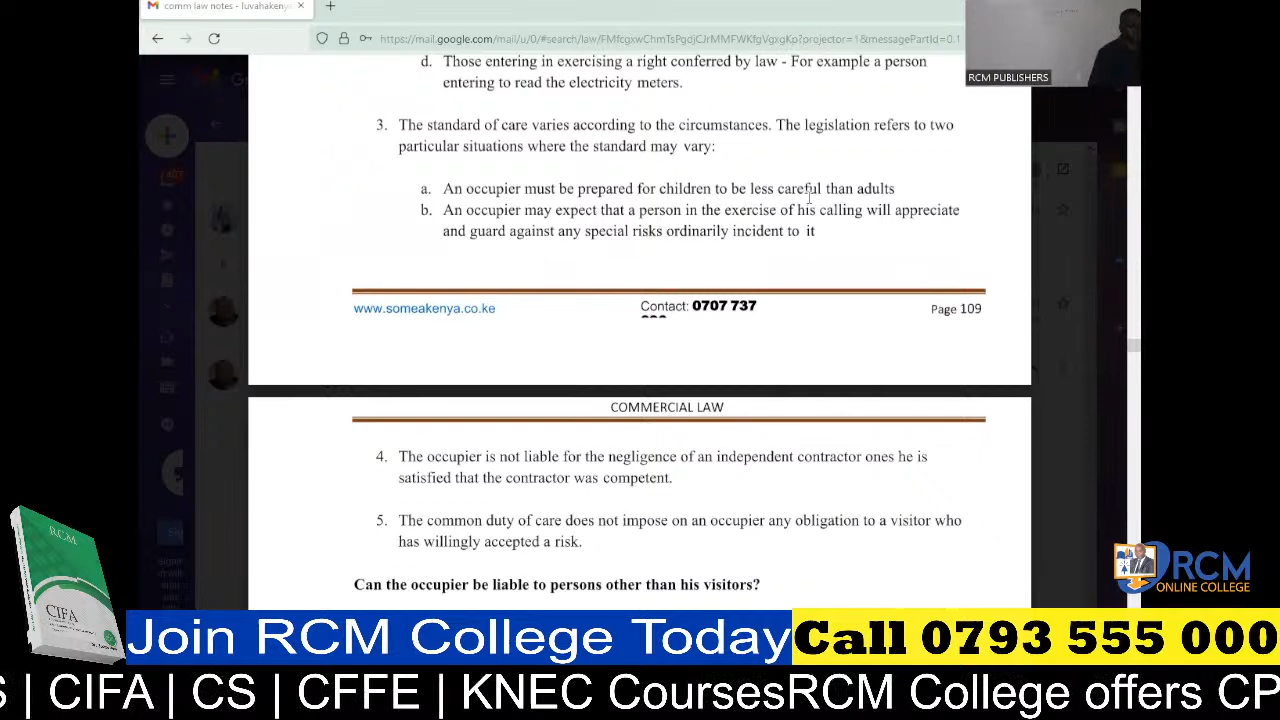 comm law notes - luvahakeny
https://mail.google.com/mail/u/0/#search/law/FMfcgxwChmTsPgdjCJrMMFWKfgVgxgKp?projector=1&messagePartId=0.1
RCM PUBLISHERS
d. Those entering in exercising a right conferred by law - For example a person
entering to read the electricity meters.
3. The standard of care varies according to the circumstances. The legislation refers to two
particular situations where the standard may vary:
a. An occupier must be prepared for children to be less careful than adults
b. An occupier may expect that a person in the exercise of his calling will appreciate
and guard against any special risks ordinarily incident to it
www.someakenya.co.ke
Contact: 0707 737
Page 109
COMMERCIAL LAW
4. The occupier is not liable for the negligence of an independent contractor ones he is
satisfied that the contractor was competent.
5. The common duty of care does not impose on an occupier any obligation to a visitor who
has willingly accepted a risk.
Can the occupier be liable to persons other than his visitors?
RCM
CIFA
RCM
ONLINE COLLEGE
Join RCM College Today
Call 0793 555 000
S | CIFA | CS | CFFE | KNEC CoursesRCM College offers CP